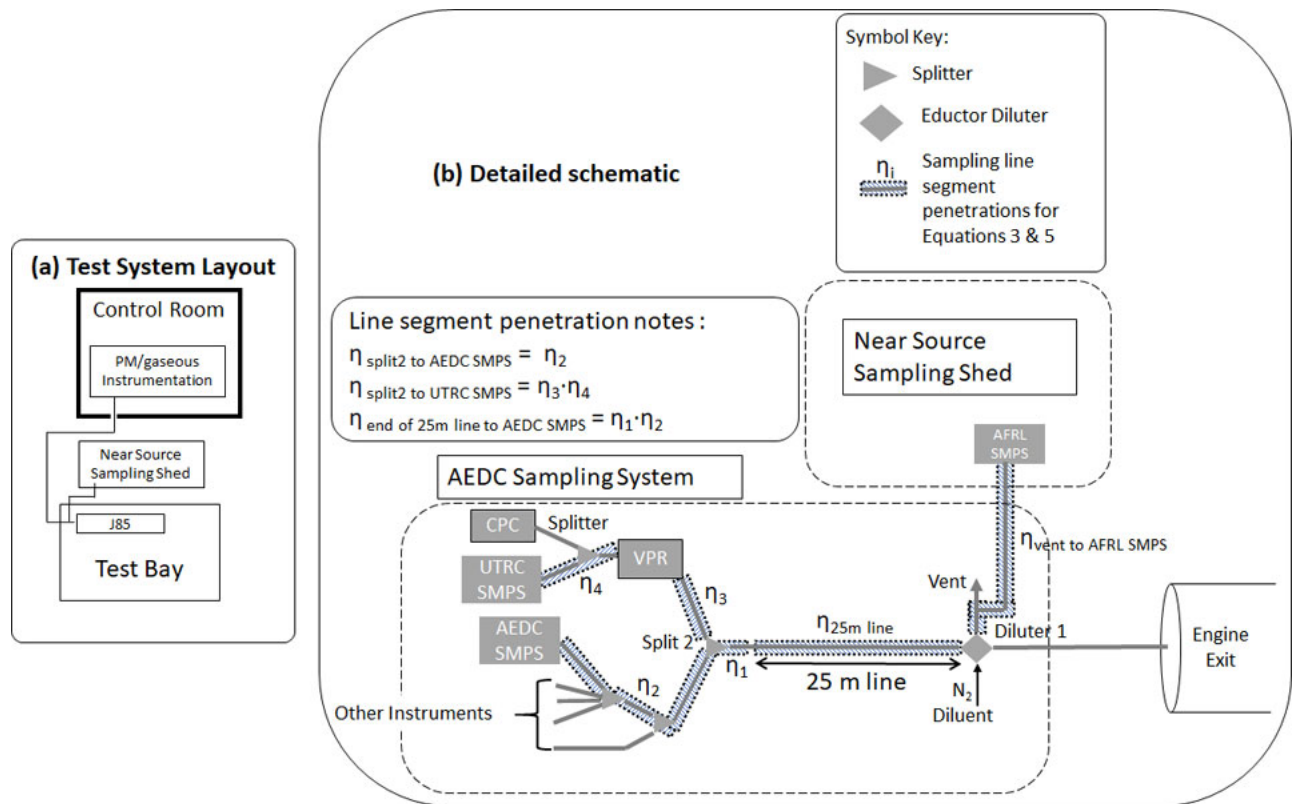 (a) Test System Layout
Control Room
PM/gaseous
Instrumentation
Near Source
Sampling Shed
J85
Test Bay
(b) Detailed schematic
Symbol Key:
Splitter
Eductor Diluter
ηi
Sampling line
segment
penetrations for
Equations 3 & 5
Line segment penetration notes :
η split2 to AEDC SMPS = η2
η split2 to UTRC SMPS = η3·η4
η end of 25m line to AEDC SMPS = η1·η2
Near Source
Sampling Shed
AFRL
SMPS
ηvent to AFRL SMPS
AEDC Sampling System
CPC
Splitter
VPR
UTRC
SMPS
η4
η3
AEDC
SMPS
Split 2
η1
η2
Other Instruments
η25m line
25 m line
Vent
Diluter 1
N2
Diluent
Engine
Exit